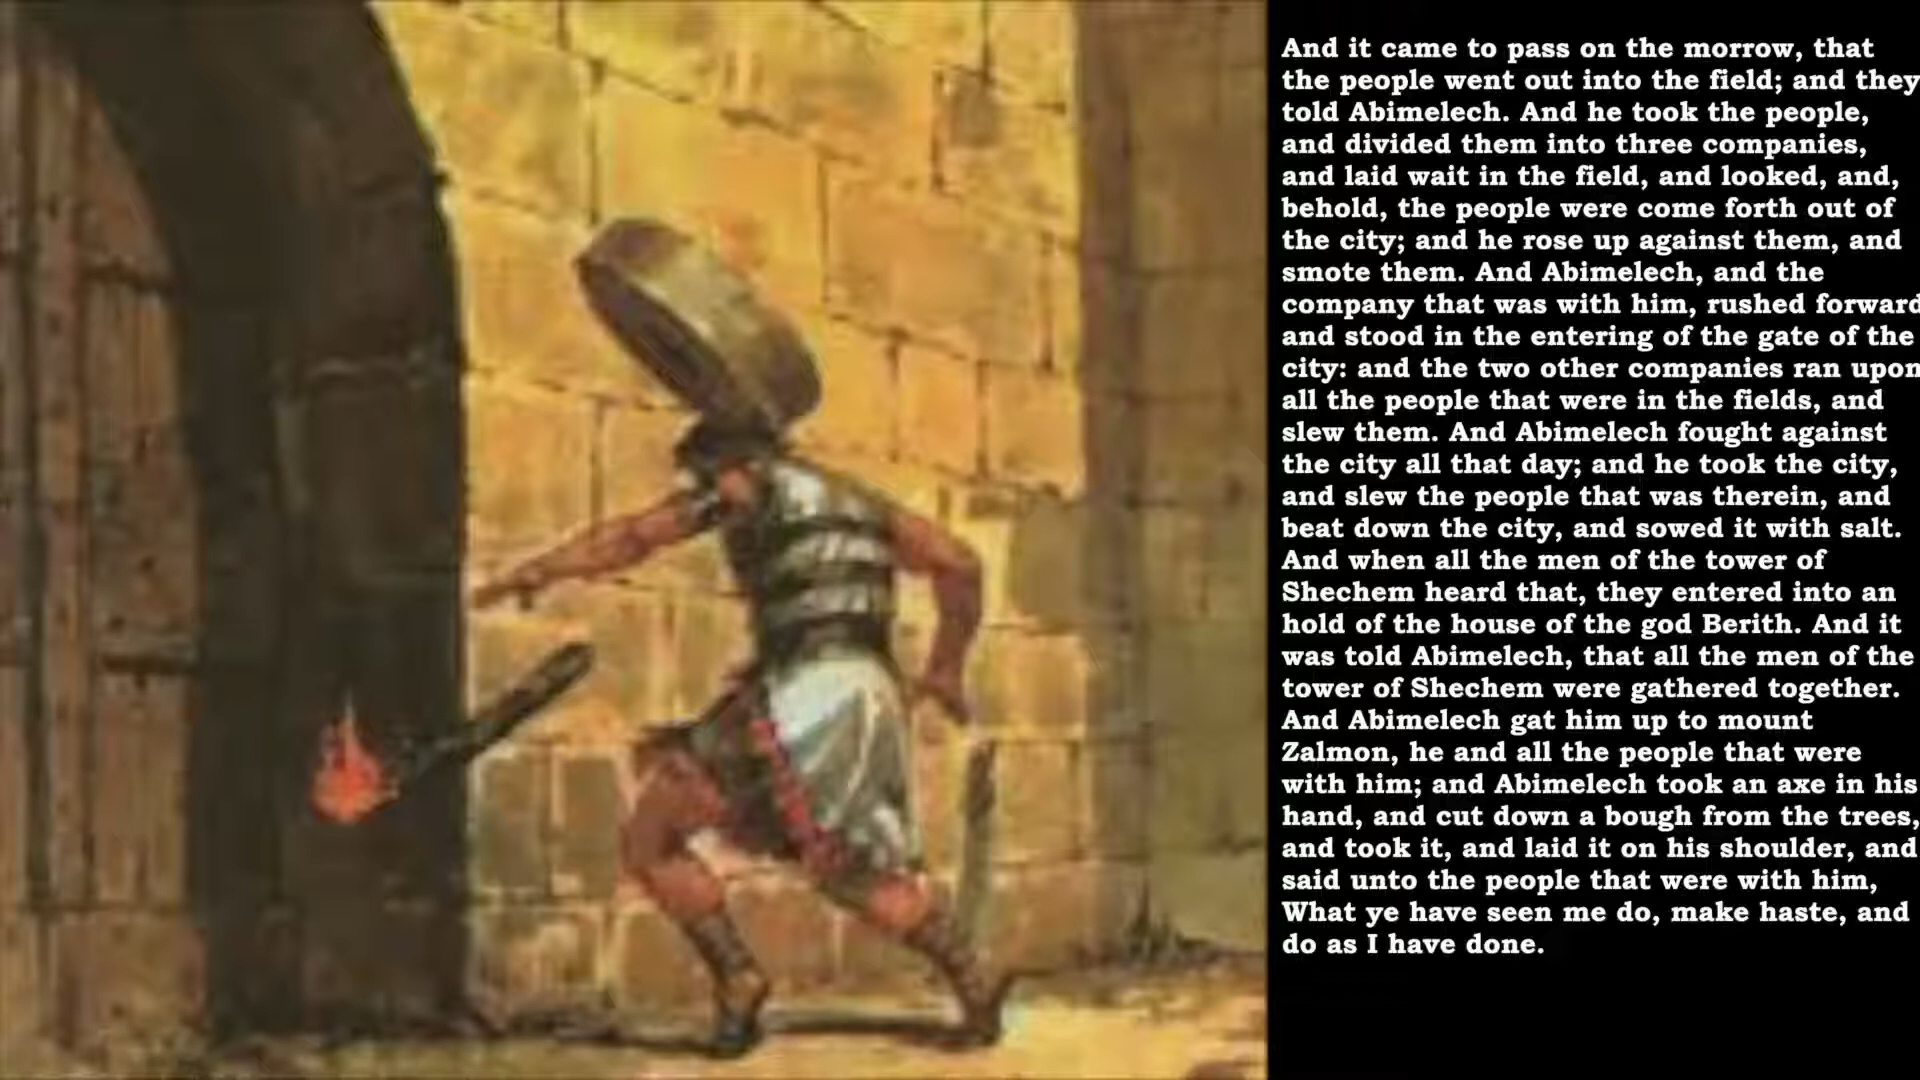 And it came to pass on the morrow, that
the people went out into the field; and they
told Abimelech. And he took the people,
and divided them into three companies,
and laid wait in the field, and looked, and,
behold, the people were come forth out of
the city; and he rose up against them, and
smote them. And Abimelech, and the
company that was with him, rushed forward
and stood in the entering of the gate of the
city: and the two other companies ran upon
all the people that were in the fields, and
slew them. And Abimelech fought against
the city all that day; and he took the city,
and slew the people that was therein, and
beat down the city, and sowed it with salt.
And when all the men of the tower of
Shechem heard that, they entered into an
hold of the house of the god Berith. And it
was told Abimelech, that all the men of the
tower of Shechem were gathered together.
And Abimelech gat him up to mount
Zalmon, he and all the people that were
with him; and Abimelech took an axe in his
hand, and cut down a bough from the trees,
and took it, and laid it on his shoulder, and
said unto the people that were with him,
What ye have seen me do, make haste, and
do as I have done.